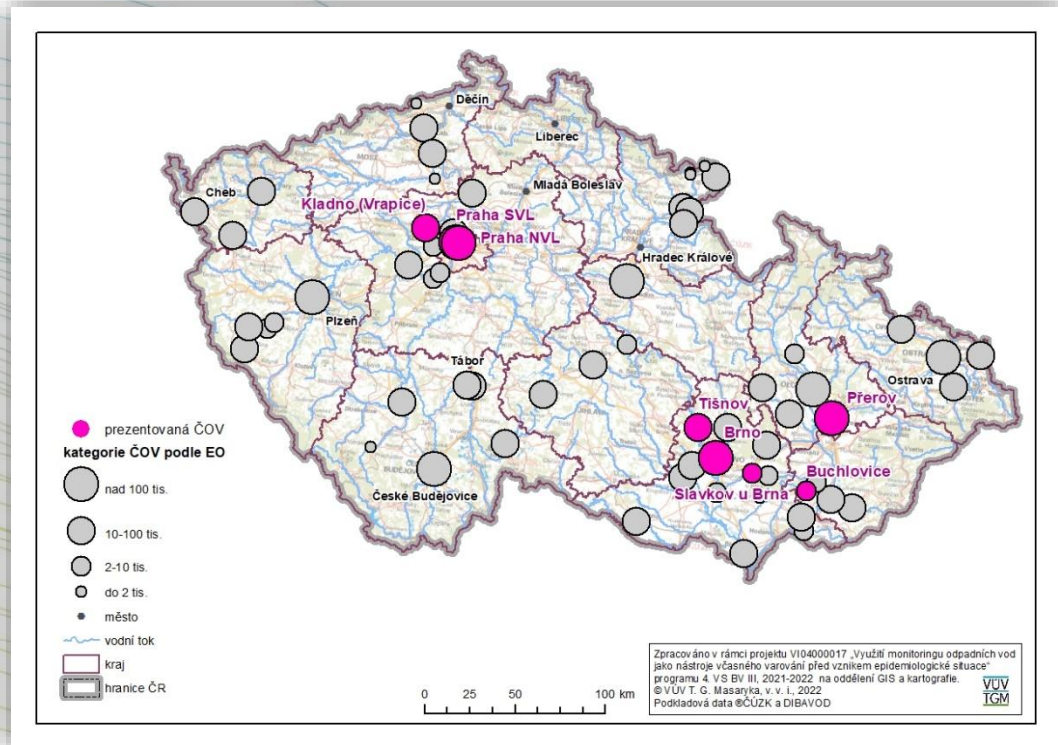 Děčín
Liberec
Cheb
Mladá Boleslav
Kladno (Vrapice)
Praha SVL
Praha NVL
Hradec Králové
Plzeň
Tábor
Ostrava
Tišnov
Přerov
Brno
Buchlovice
Slavkov u Brna
České Budějovice
prezentovaná ČOV
kategorie ČOV podle EO
nad 100 tis.
10-100 tis.
2-10 tis.
do 2 tis.
město
vodní tok
kraj
hranice ČR
0 25 50 100 km
Zpracováno v rámci projektu VI04000017 „Využití monitoringu odpadních vod
jako nástroje včasného varování před vznikem epidemiologické situace"
programu 4. VS BV III, 2021-2022 na oddělení GIS a kartografie.
© VÚV T. G. Masaryka, v. v. i., 2022
Podkladová data ®ČÚZK a DIBAVOD
VÚV
TGM